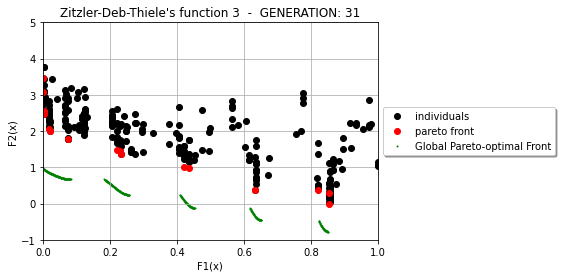 Zitzler-Deb-Thiele's function 3 - GENERATION: 31
5
4
3
2
1
0
−1
F2(x)
0.0 0.2 0.4 0.6 0.8 1.0
F1(x)
individuals
pareto front
Global Pareto-optimal Front